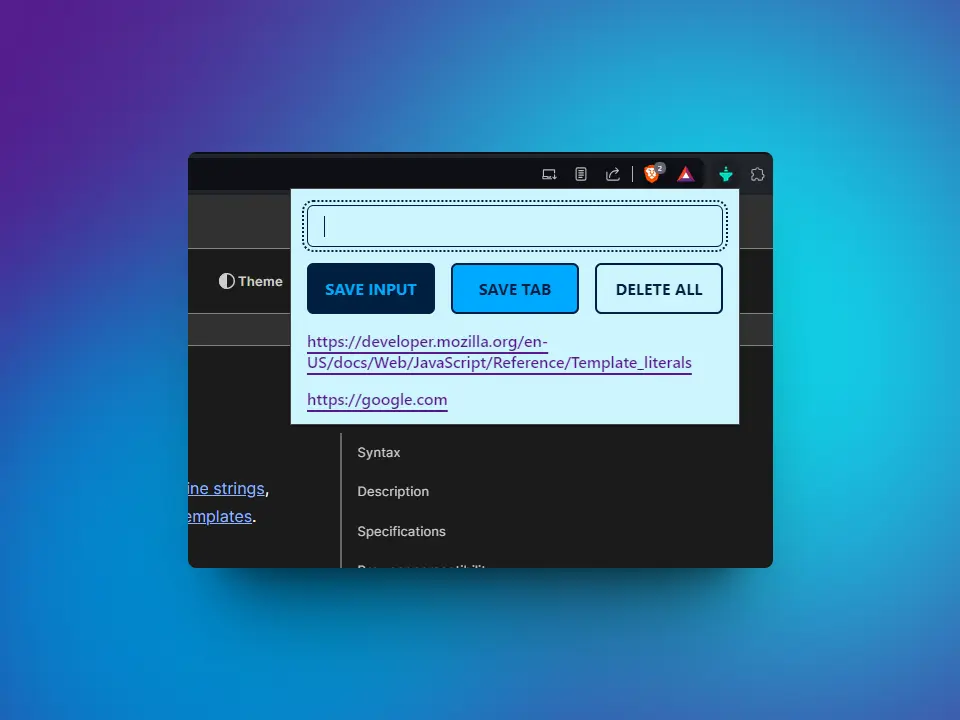 2
Theme
SAVE INPUT
SAVE TAB
DELETE ALL
https://developer.mozilla.org/en-
US/docs/Web/JavaScript/Reference/Template_literals
https://google.com
Syntax
ine strings,
Description
emplates.
Specifications